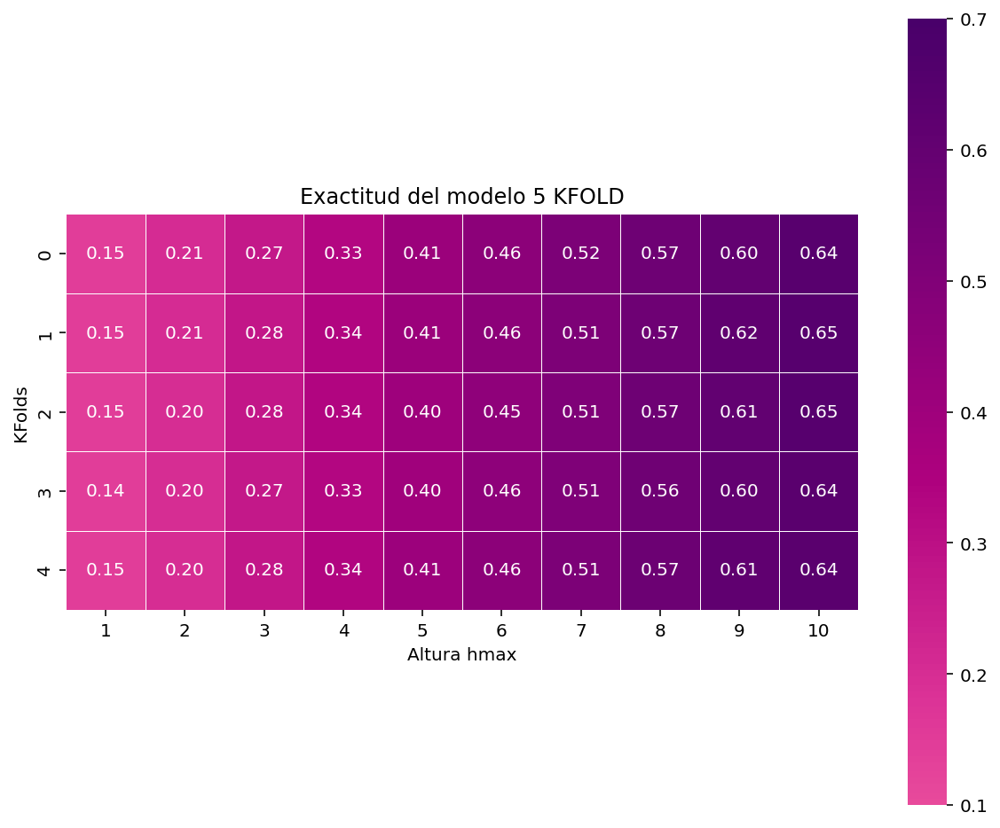 Exactitud del modelo 5 KFOLD
KFolds
0 0.15 0.21 0.27 0.33 0.41 0.46 0.52 0.57 0.60 0.64
1 0.15 0.21 0.28 0.34 0.41 0.46 0.51 0.57 0.62 0.65
2 0.15 0.20 0.28 0.34 0.40 0.45 0.51 0.57 0.61 0.65
3 0.14 0.20 0.27 0.33 0.40 0.46 0.51 0.56 0.60 0.64
4 0.15 0.20 0.28 0.34 0.41 0.46 0.51 0.57 0.61 0.64
1 2 3 4 5 6 7 8 9 10
Altura hmax
0.7
0.6
0.5
0.4
0.3
0.2
0.1